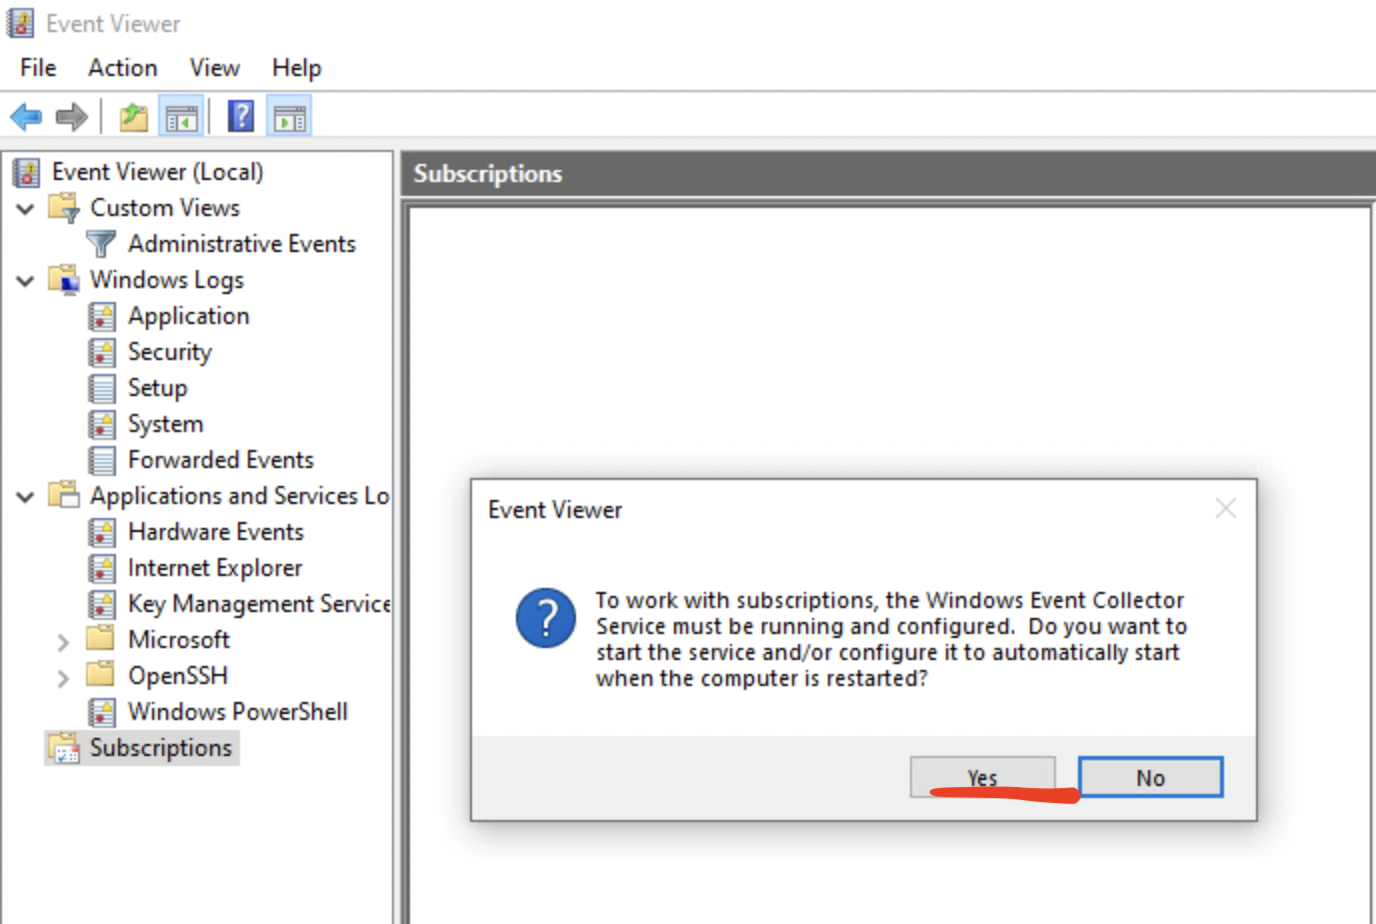 Event Viewer
File Action View Help
Event Viewer (Local)
Custom Views
Administrative Events
Windows Logs
Application
Security
Setup
System
Forwarded Events
Applications and Services Lo
Hardware Events
Internet Explorer
Key Management Service
Microsoft
OpenSSH
Windows PowerShell
Subscriptions
Subscriptions
Event Viewer
To work with subscriptions, the Windows Event Collector
Service must be running and configured.  Do you want to
start the service and/or configure it to automatically start
when the computer is restarted?
Yes No